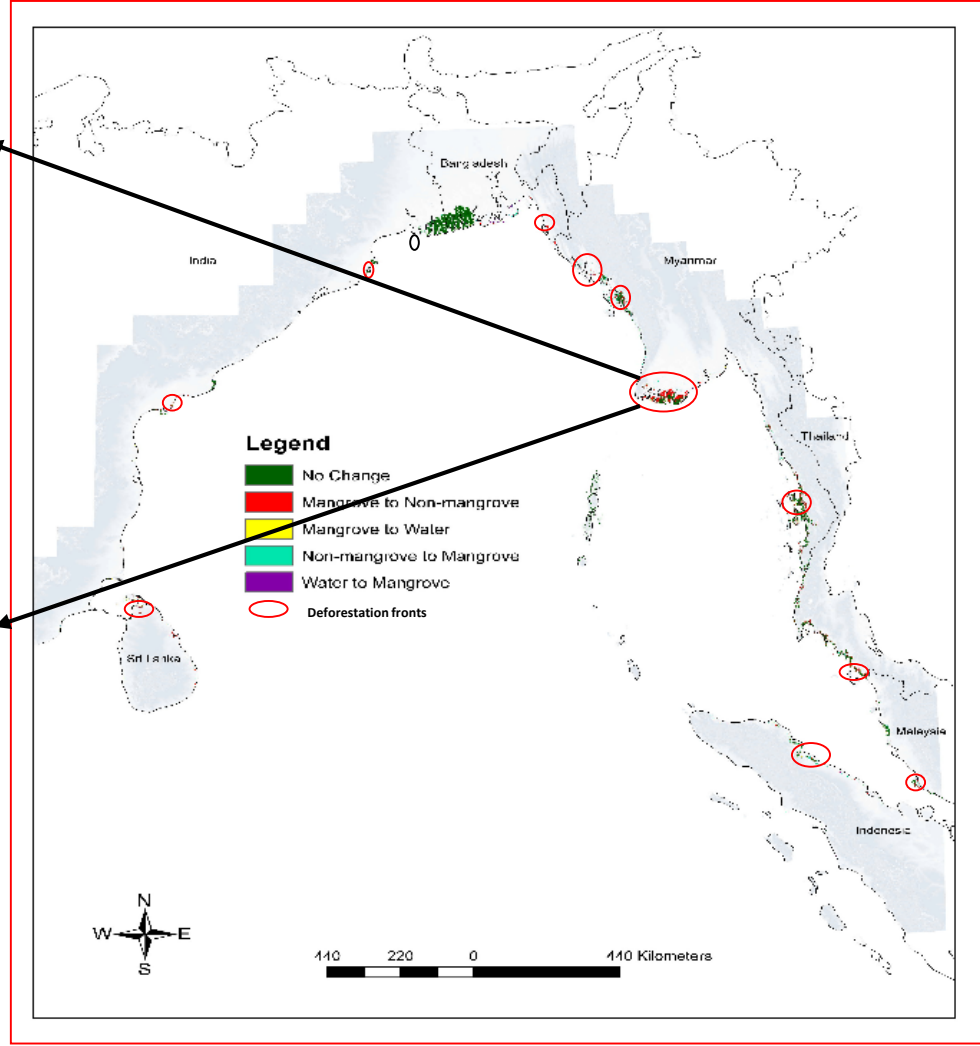 Bangladesh
India
Myanmar
Thailand
Legend
No Change
Mangrove to Non-mangrove
Mangrove to Water
Non-mangrove to Mangrove
Water to Mangrove
Deforestation fronts
Sri Lanka
Malaysia
Indonesia
N
W E
S
440 220 0 440 Kilometers